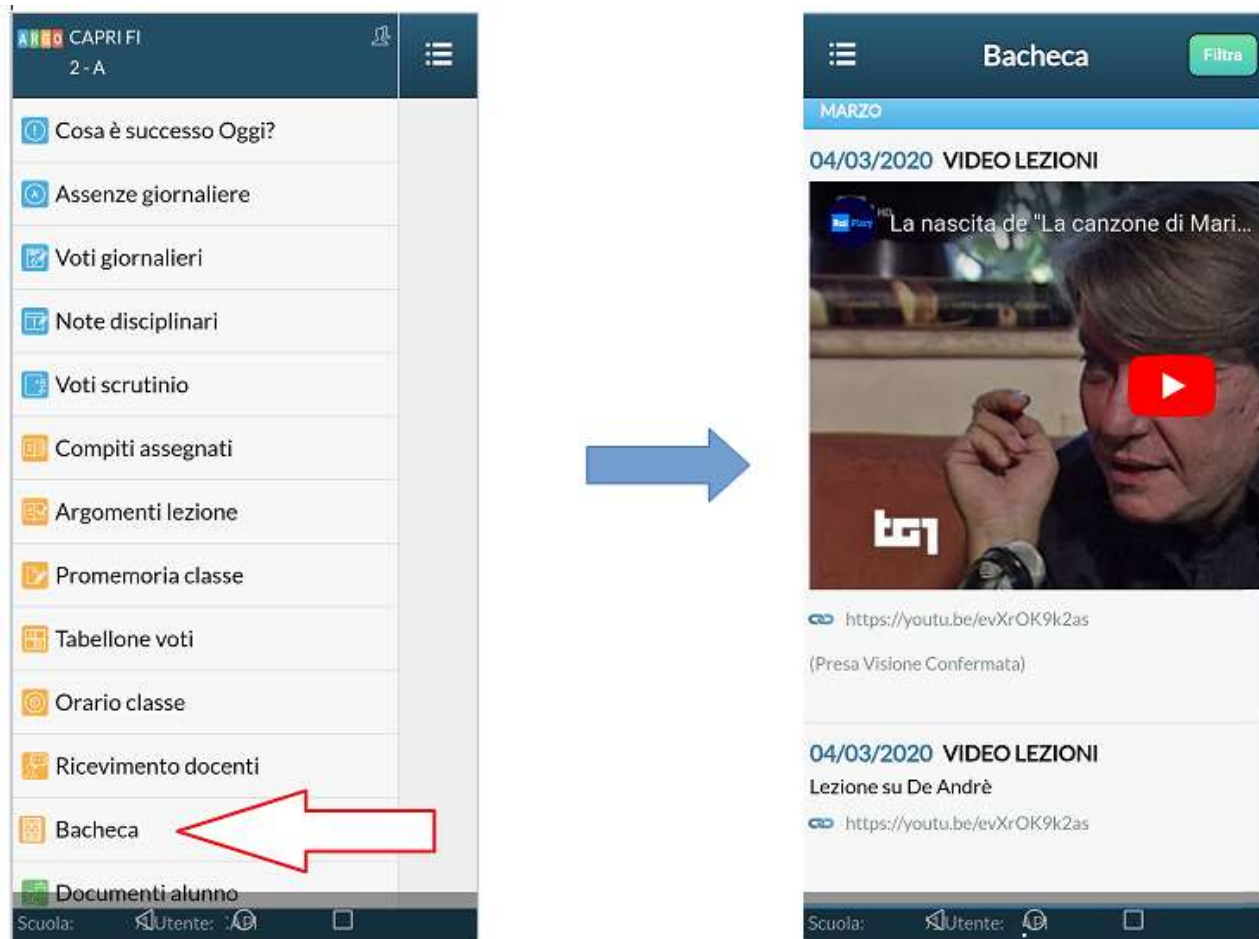 ARGO CAPRI FI
2 - A
Cosa è successo Oggi?
Assenze giornaliere
Voti giornalieri
Note disciplinari
Voti scrutinio
Compiti assegnati
Argomenti lezione
Promemoria classe
Tabellone voti
Orario classe
Ricevimento docenti
Bacheca
Documenti alunno
Scuola: Utente:
Bacheca
Filtra
MARZO
04/03/2020 VIDEO LEZIONI
Rai Play HD La nascita de "La canzone di Mari...
tg1
https://youtu.be/evXrOK9k2as
(Presa Visione Confermata)
04/03/2020 VIDEO LEZIONI
Lezione su De Andrè
https://youtu.be/evXrOK9k2as
Scuola: Utente: